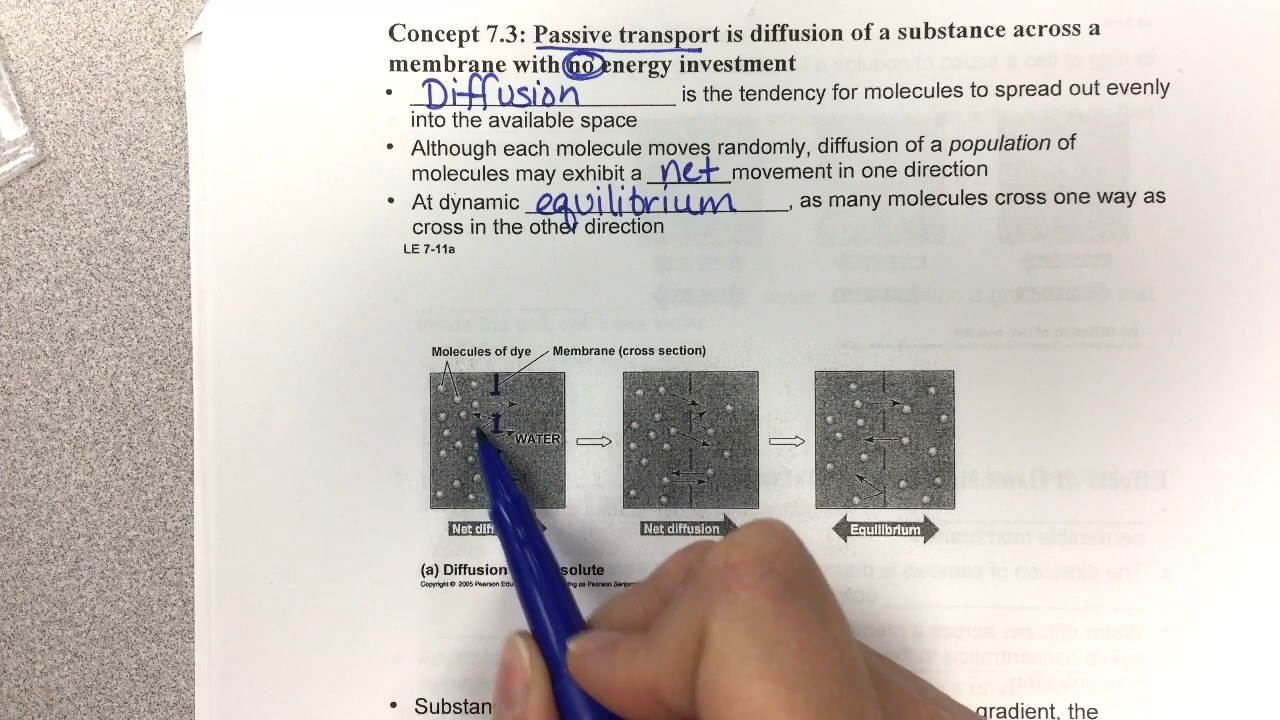 Concept 7.3: Passive transport is diffusion of a substance across a
membrane with no energy investment
• Diffusion is the tendency for molecules to spread out evenly
into the available space
• Although each molecule moves randomly, diffusion of a population of
molecules may exhibit a net movement in one direction
• At dynamic equilibrium, as many molecules cross one way as
cross in the other direction
LE 7-11a
Molecules of dye Membrane (cross section)
WATER
Net Net diffusion Equilibrium
(a) Diffusion solute
Copyright © 2005 Pearson
• gradient, the